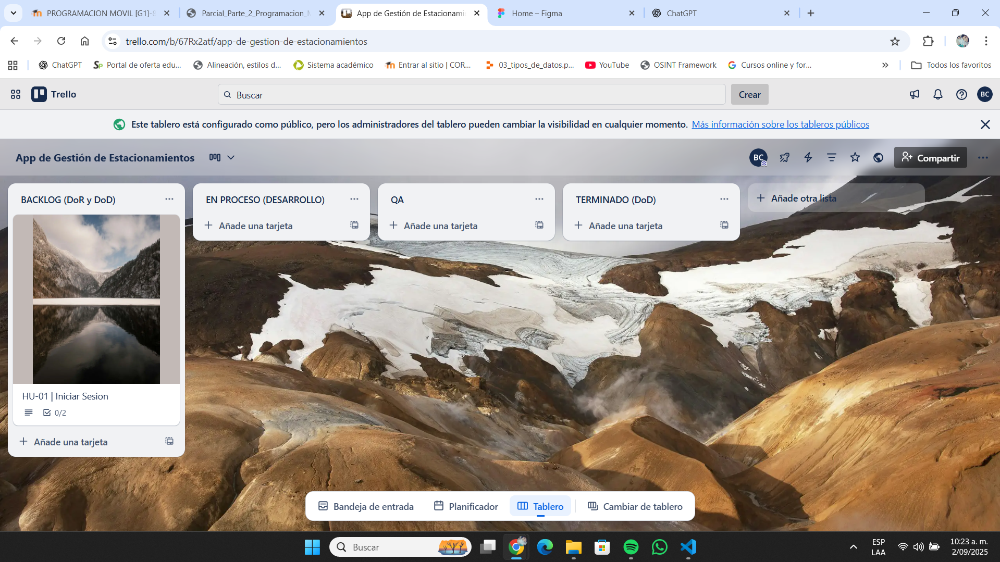 PROGRAMACION MOVIL [G1]-8
Parcial_Parte_2_Programacion_M
App de Gestión de Estacionamie
Home – Figma
ChatGPT
trello.com/b/67Rx2atf/app-de-gestion-de-estacionamientos
ChatGPT
Portal de oferta edu...
Alineación, estilos d...
Sistema académico
Entrar al sitio | COR...
03_tipos_de_datos.p...
YouTube
OSINT Framework
Cursos online y for...
Todos los favoritos
Trello
Buscar
Crear
BC
Este tablero está configurado como público, pero los administradores del tablero pueden cambiar la visibilidad en cualquier momento. Más información sobre los tableros públicos
App de Gestión de Estacionamientos
BC
Compartir
BACKLOG (DoR y DoD)
EN PROCESO (DESARROLLO)
QA
TERMINADO (DoD)
Añade otra lista
Añade una tarjeta
Añade una tarjeta
Añade una tarjeta
HU-01 | Iniciar Sesion
0/2
Añade una tarjeta
Bandeja de entrada
Planificador
Tablero
Cambiar de tablero
Buscar
ESP
LAA
10:23 a. m.
2/09/2025